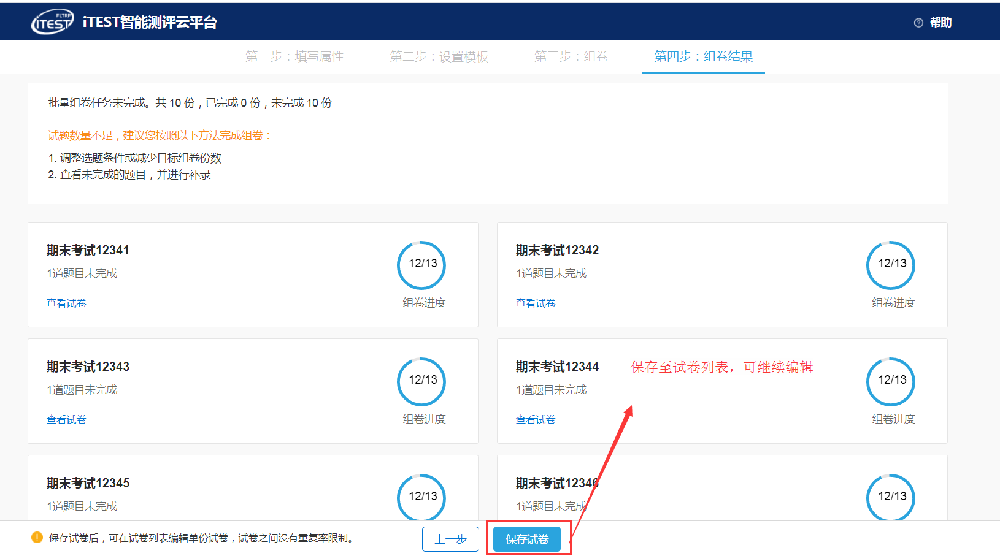 FLTRP
iTEST
iTEST智能测评云平台
? 帮助
第一步：填写属性
第二步：设置模板
第三步：组卷
第四步：组卷结果
批量组卷任务未完成。共 10 份，已完成 0 份，未完成 10 份
试题数量不足，建议您按照以下方法完成组卷：
1. 调整选题条件或减少目标组卷份数
2. 查看未完成的题目，并进行补录
期末考试12341
1道题目未完成
查看试卷
12/13
组卷进度
期末考试12342
1道题目未完成
查看试卷
12/13
组卷进度
期末考试12343
1道题目未完成
查看试卷
12/13
组卷进度
期末考试12344
1道题目未完成
查看试卷
保存至试卷列表，可继续编辑
12/13
组卷进度
期末考试12345
1道题目未完成
12/13
期末考试12346
1道题目未完成
12/13
! 保存试卷后，可在试卷列表编辑单份试卷，试卷之间没有重复率限制。
上一步
保存试卷